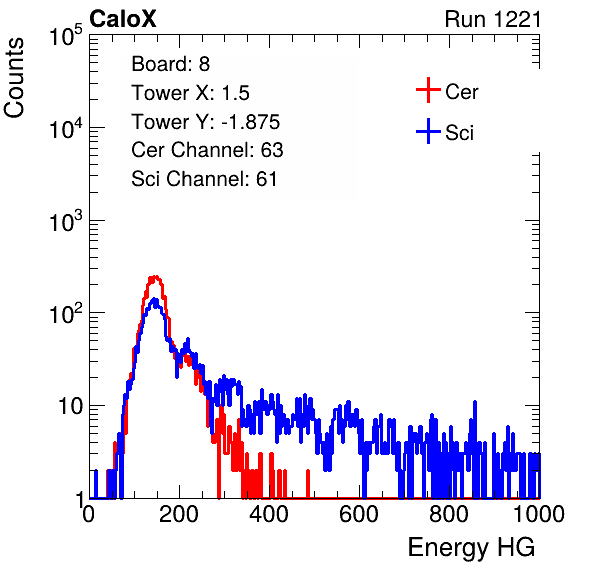 CaloX Run 1221
Counts
10^5
10^4
10^3
10^2
10
1
Board: 8
Tower X: 1.5
Tower Y: -1.875
Cer Channel: 63
Sci Channel: 61
Cer
Sci
0 200 400 600 800 1000
Energy HG